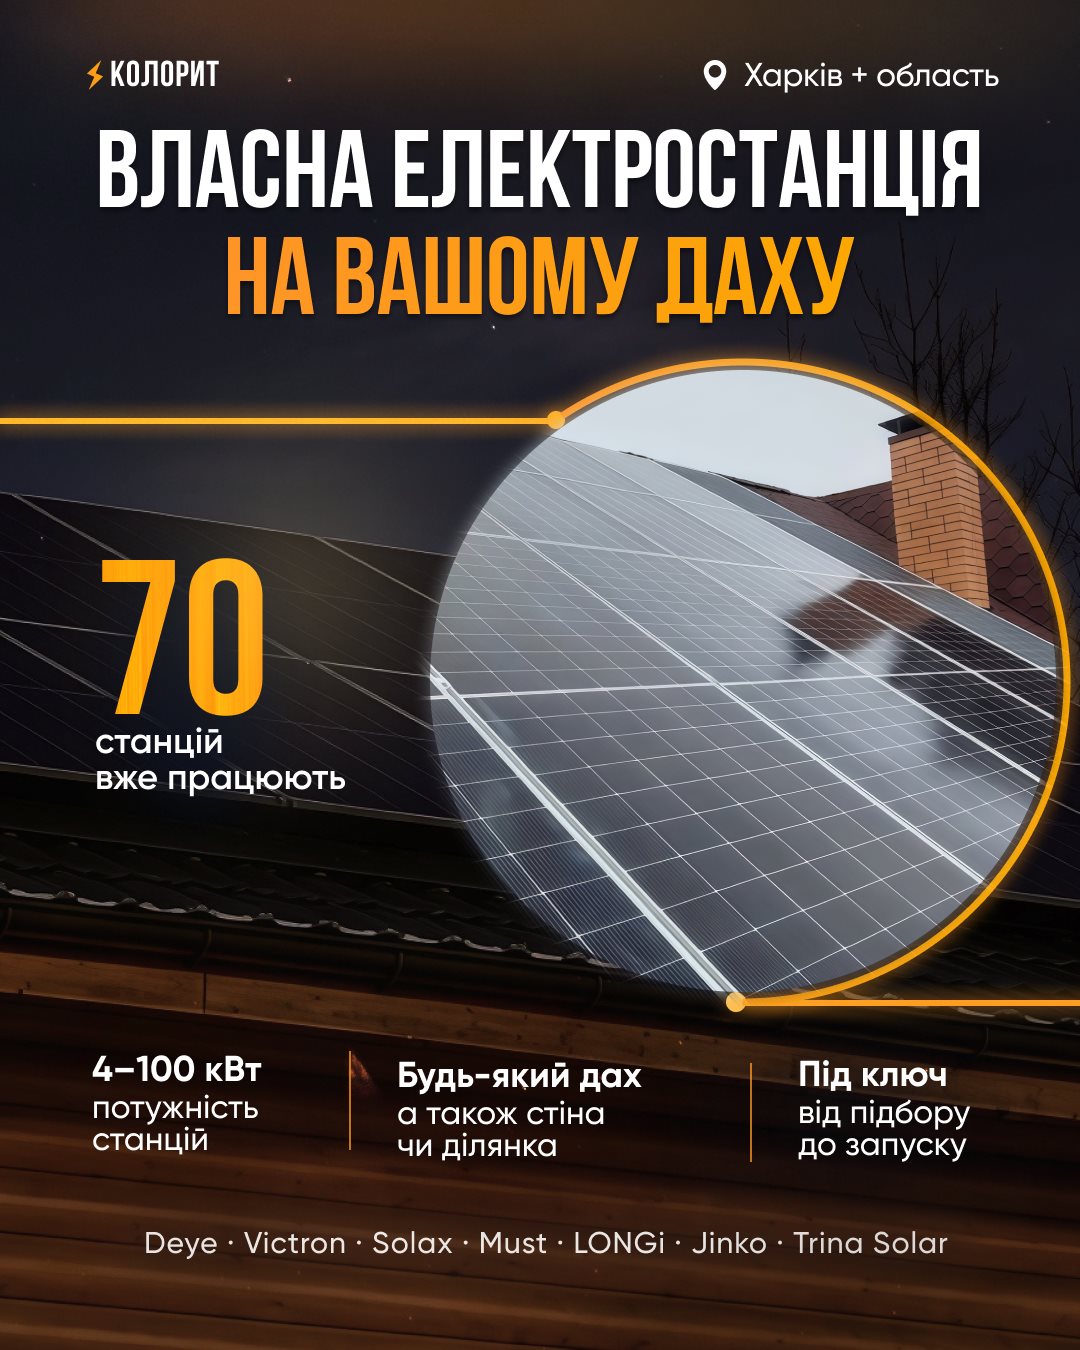 КОЛОРИТ
Харків + область
ВЛАСНА ЕЛЕКТРОСТАНЦІЯ
НА ВАШОМУ ДАХУ
70
станцій
вже працюють
4–100 кВт
потужність
станцій
Будь-який дах
а також стіна
чи ділянка
Під ключ
від підбору
до запуску
Deye · Victron · Solax · Must · LONGi · Jinko · Trina Solar